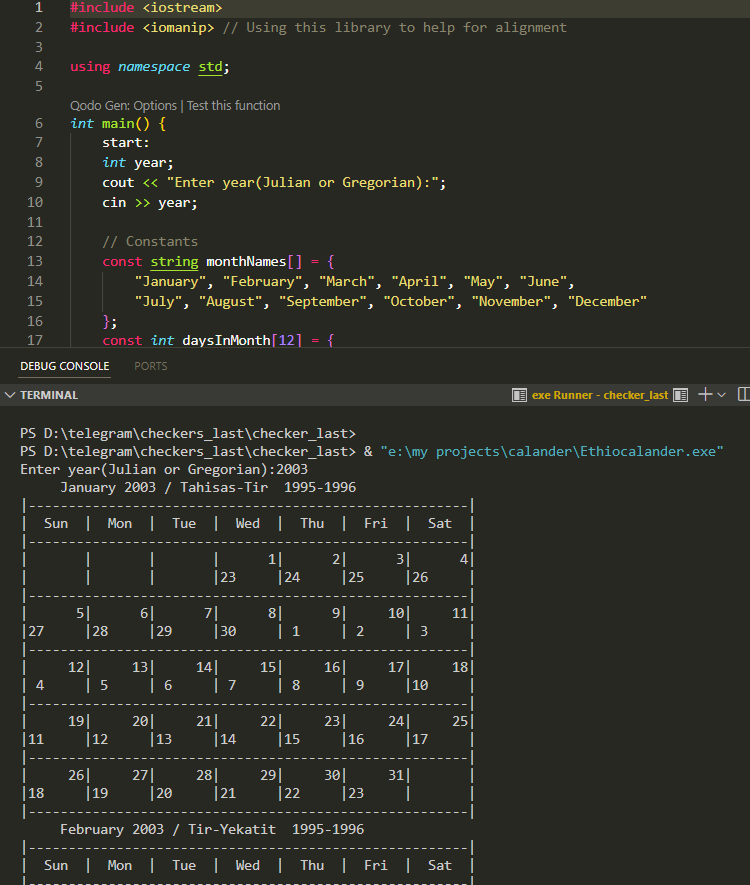 1 #include <iostream>
2 #include <iomanip> // Using this library to help for alignment
3
4 using namespace std;
5
Qodo Gen: Options | Test this function
6 int main() {
7     start:
8     int year;
9     cout << "Enter year(Julian or Gregorian):";
10     cin >> year;
11
12     // Constants
13     const string monthNames[] = {
14         "January", "February", "March", "April", "May", "June",
15         "July", "August", "September", "October", "November", "December"
16     };
17     const int daysInMonth[12] = {
DEBUG CONSOLE PORTS
TERMINAL exe Runner - checker_last
PS D:\telegram\checkers_last\checker_last>
PS D:\telegram\checkers_last\checker_last> & "e:\my projects\calander\Ethiocalander.exe"
Enter year(Julian or Gregorian):2003
     January 2003 / Tahisas-Tir  1995-1996
|-------------------------------------------------------|
|  Sun  |  Mon  |  Tue  |  Wed  |  Thu  |  Fri  |  Sat  |
|-------------------------------------------------------|
|       |       |       |      1|      2|      3|      4|
|       |       |       |23     |24     |25     |26     |
|-------------------------------------------------------|
|      5|      6|      7|      8|      9|     10|     11|
|27     |28     |29     |30     | 1     | 2     | 3     |
|-------------------------------------------------------|
|     12|     13|     14|     15|     16|     17|     18|
| 4     | 5     | 6     | 7     | 8     | 9     |10     |
|-------------------------------------------------------|
|     19|     20|     21|     22|     23|     24|     25|
|11     |12     |13     |14     |15     |16     |17     |
|-------------------------------------------------------|
|     26|     27|     28|     29|     30|     31|       |
|18     |19     |20     |21     |22     |23     |       |
|-------------------------------------------------------|
     February 2003 / Tir-Yekatit  1995-1996
|-------------------------------------------------------|
|  Sun  |  Mon  |  Tue  |  Wed  |  Thu  |  Fri  |  Sat  |
|-------------------------------------------------------|